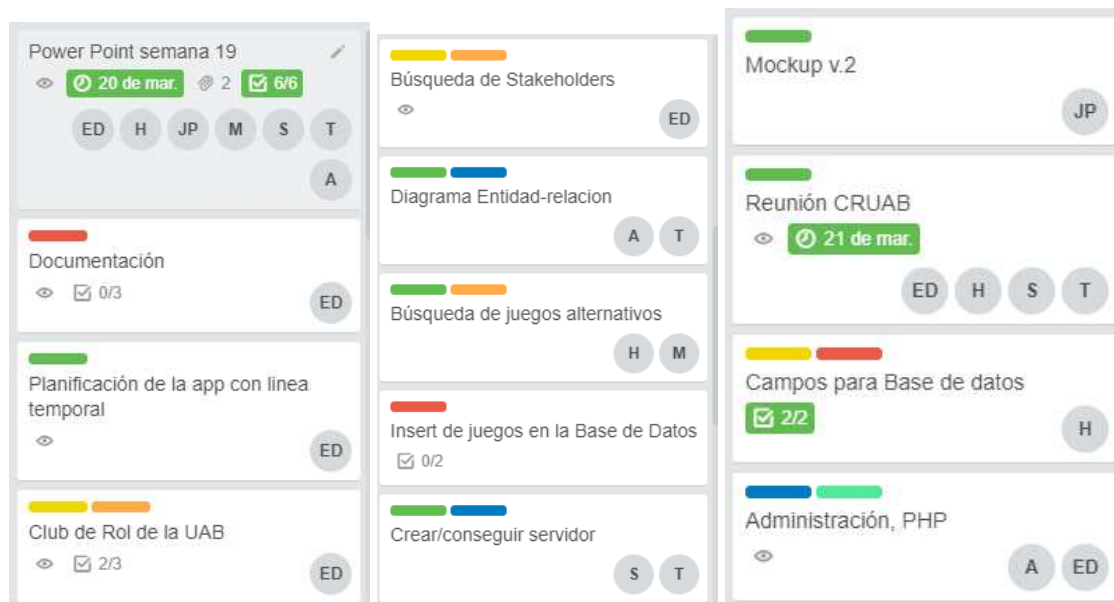 Power Point semana 19
20 de mar. 2 6/6
ED H JP M S T
A
Documentación
0/3
ED
Planificación de la app con linea
temporal
ED
Club de Rol de la UAB
2/3
ED
Búsqueda de Stakeholders
ED
Diagrama Entidad-relacion
A T
Búsqueda de juegos alternativos
H M
Insert de juegos en la Base de Datos
0/2
Crear/conseguir servidor
S T
Mockup v.2
JP
Reunión CRUAB
21 de mar.
ED H S T
Campos para Base de datos
2/2
H
Administración, PHP
A ED